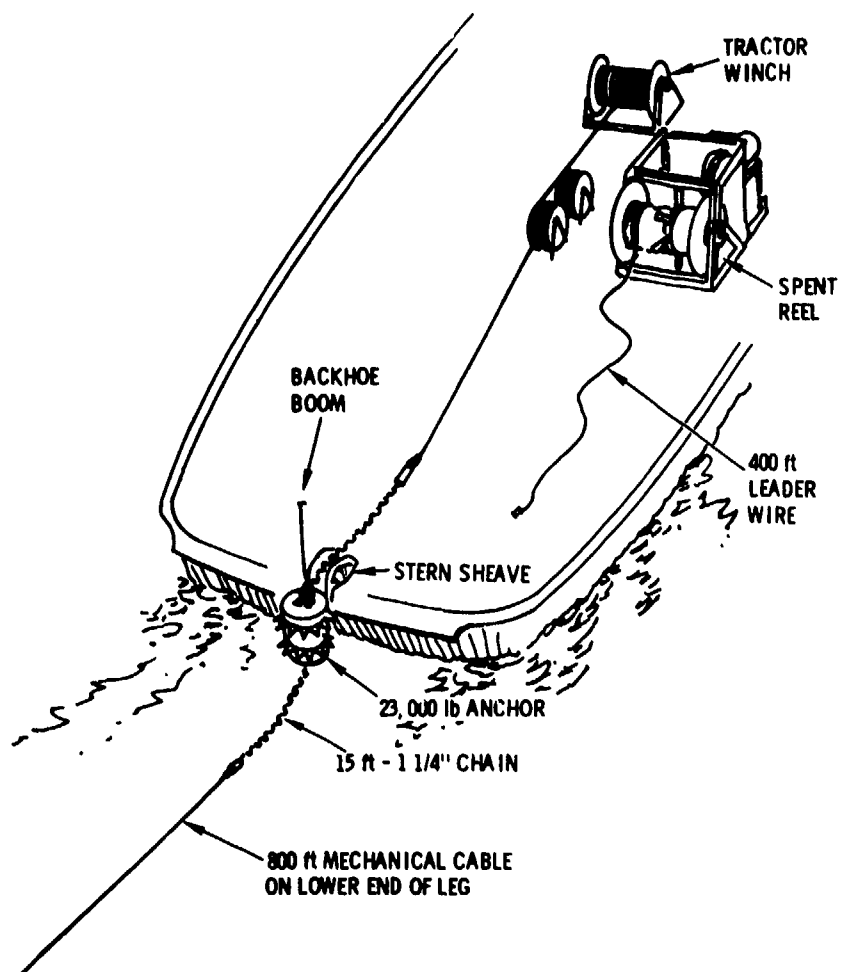 TRACTOR
WINCH
SPENT
REEL
BACKHOE
BOOM
400 ft
LEADER
WIRE
STERN SHEAVE
23,000 lb ANCHOR
15 ft - 1 1/4" CHAIN
800 ft MECHANICAL CABLE
ON LOWER END OF LEG